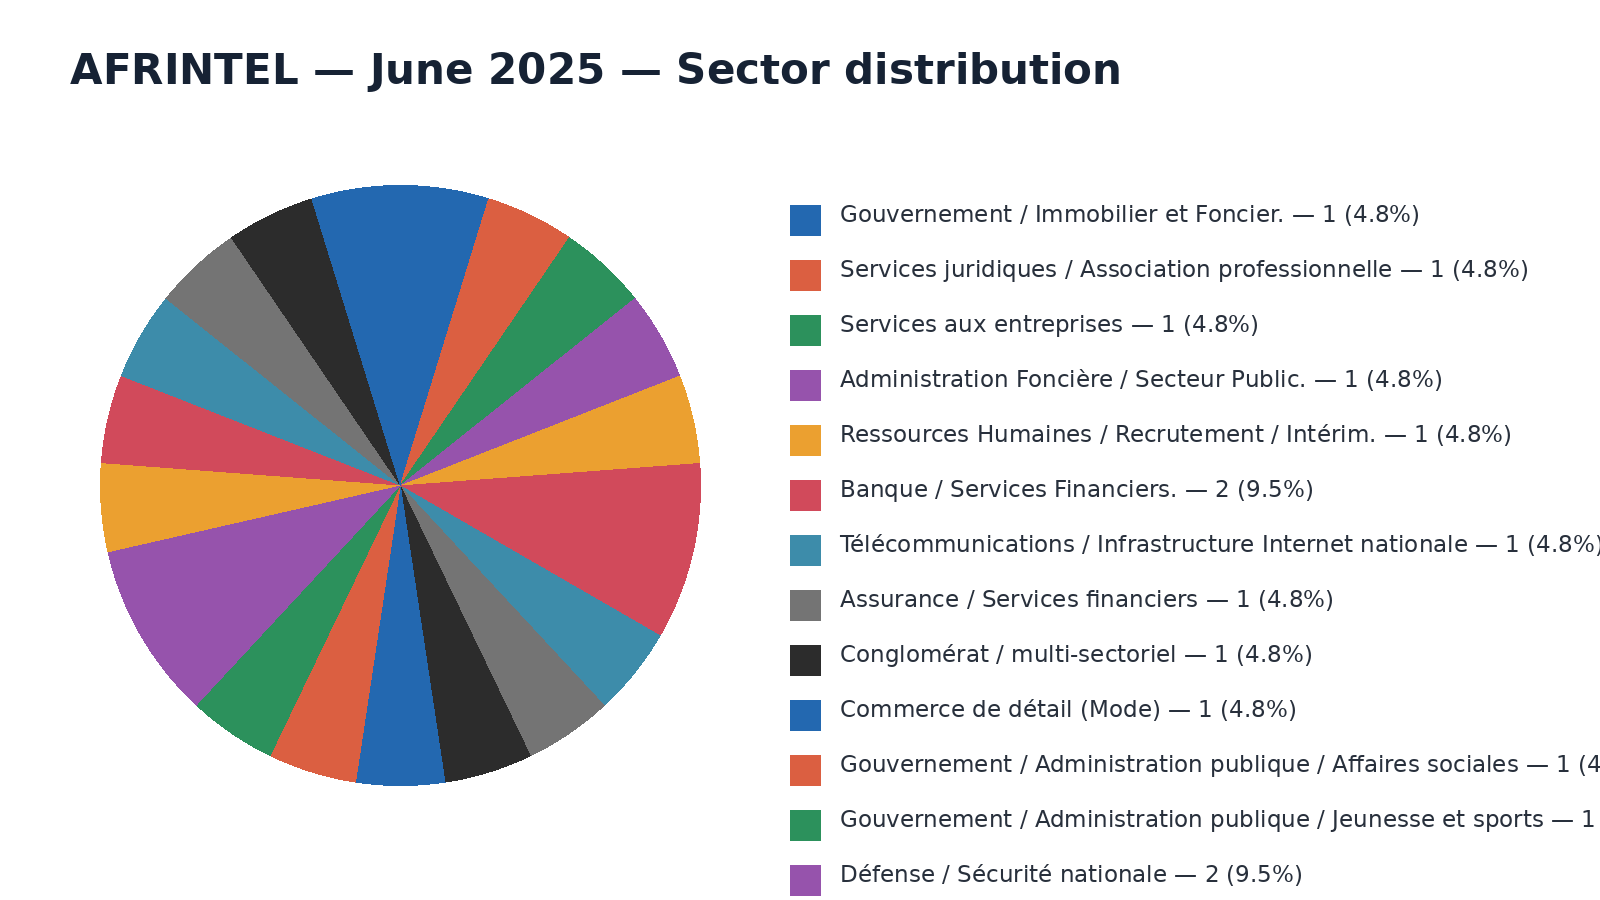 AFRINTEL — June 2025 — Sector distribution
Gouvernement / Immobilier et Foncier. — 1 (4.8%)
Services juridiques / Association professionnelle — 1 (4.8%)
Services aux entreprises — 1 (4.8%)
Administration Foncière / Secteur Public. — 1 (4.8%)
Ressources Humaines / Recrutement / Intérim. — 1 (4.8%)
Banque / Services Financiers. — 2 (9.5%)
Télécommunications / Infrastructure Internet nationale — 1 (4.8%)
Assurance / Services financiers — 1 (4.8%)
Conglomérat / multi-sectoriel — 1 (4.8%)
Commerce de détail (Mode) — 1 (4.8%)
Gouvernement / Administration publique / Affaires sociales — 1 (4
Gouvernement / Administration publique / Jeunesse et sports — 1
Défense / Sécurité nationale — 2 (9.5%)